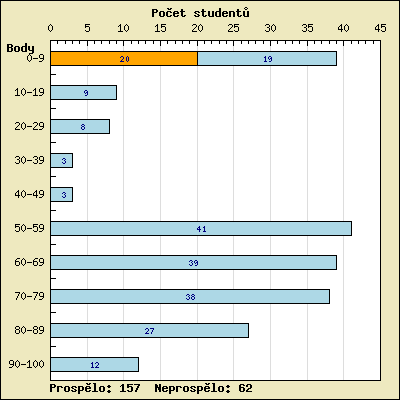 Počet studentů
0 5 10 15 20 25 30 35 40 45
Body
0-9 20 19
10-19 9
20-29 8
30-39 3
40-49 3
50-59 41
60-69 39
70-79 38
80-89 27
90-100 12
Prospělo: 157 Neprospělo: 62